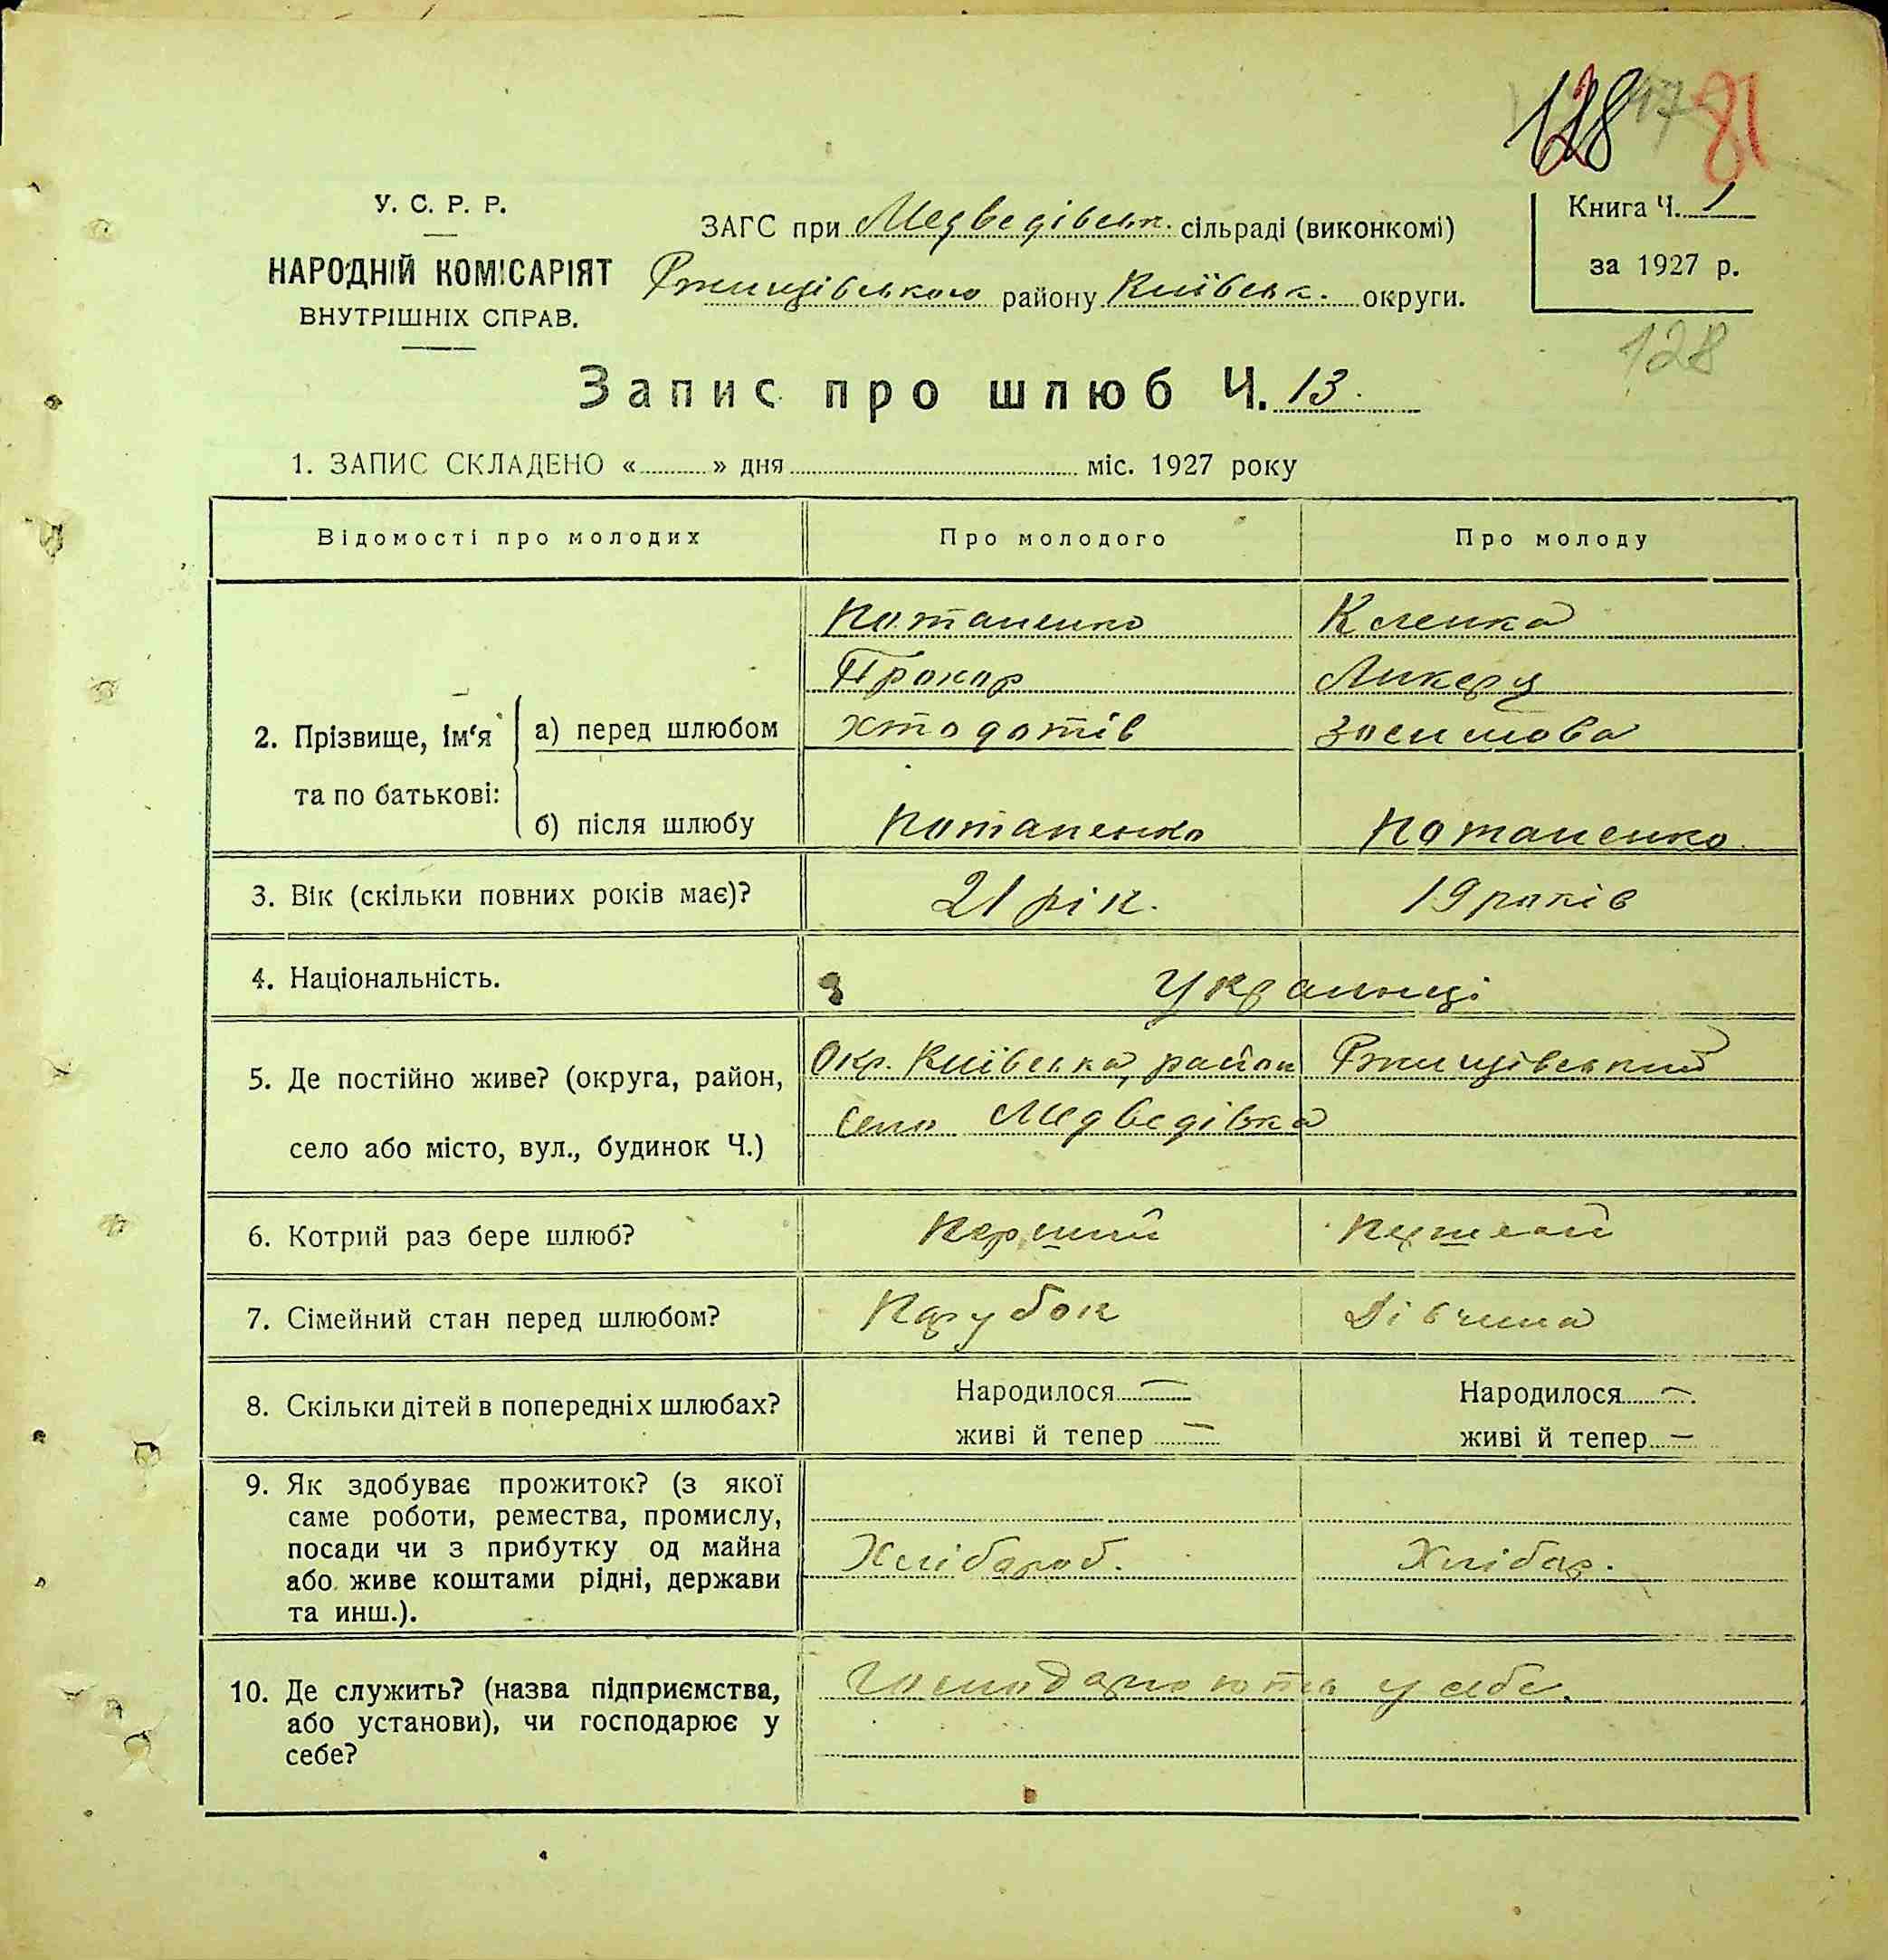 128 47 81
У. С. Р. Р.
НАРОДНІЙ КОМІСАРІЯТ
ВНУТРІШНІХ СПРАВ.
ЗАГС при Медведівськ. сільраді (виконкомі)
Ржищівського району Київськ. округи.
Книга Ч. 1
за 1927 р.
128
Запис про шлюб Ч. 13.
1. ЗАПИС СКЛАДЕНО « » дня міс. 1927 року
Відомості про молодих Про молодого Про молоду
2. Прізвище, ім'я та по батькові:
а) перед шлюбом
Потапенко
Прохор
Хтодотів
Кленка
Ликеря
Зосимова
б) після шлюбу Потапенко Потапенко
3. Вік (скільки повних років має)? 21 рік. 19 років
4. Національність. Українці
5. Де постійно живе? (округа, район, Окр. Київська, район Ржищівський
село або місто, вул., будинок Ч.) село Медведівка
6. Котрий раз бере шлюб? Перший Перший
7. Сімейний стан перед шлюбом? Парубок Дівчина
8. Скільки дітей в попередніх шлюбах? Народилося — Народилося —
живі й тепер — живі й тепер —
9. Як здобуває прожиток? (з якої
саме роботи, ремества, промислу,
посади чи з прибутку од майна
або живе коштами рідні, держави
та инш.).
Хлібороб. Хлібор.
10. Де служить? (назва підприємства,
або установи), чи господарює у
себе?
Господарюють у себе.